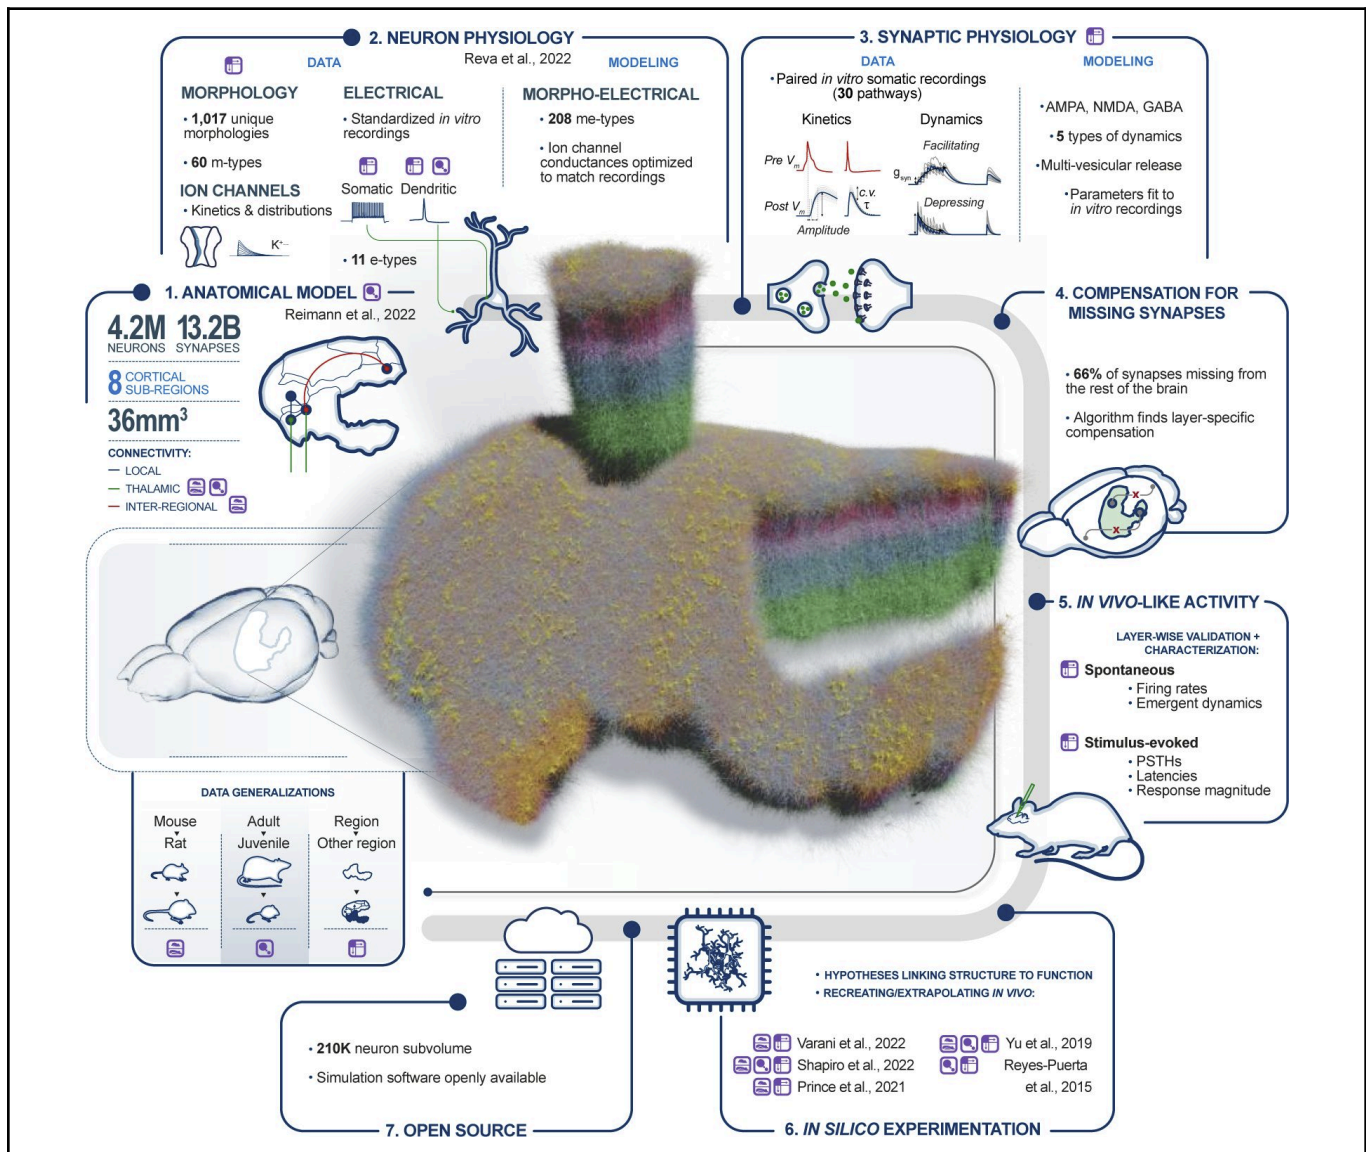 2. NEURON PHYSIOLOGY
Reva et al., 2022
DATA
MODELING
MORPHOLOGY
• 1,017 unique
morphologies
• 60 m-types
ION CHANNELS
• Kinetics & distributions
K+
ELECTRICAL
• Standardized in vitro
recordings
Somatic Dendritic
• 11 e-types
MORPHO-ELECTRICAL
• 208 me-types
• Ion channel
conductances optimized
to match recordings
3. SYNAPTIC PHYSIOLOGY
DATA
MODELING
• Paired in vitro somatic recordings
(30 pathways)
Kinetics
Dynamics
Pre Vm
Post Vm
c.v.
τ
Amplitude
Facilitating
gsyn
Depressing
• AMPA, NMDA, GABA
• 5 types of dynamics
• Multi-vesicular release
• Parameters fit to
in vitro recordings
1. ANATOMICAL MODEL
Reimann et al., 2022
4.2M 13.2B
NEURONS SYNAPSES
8 CORTICAL
SUB-REGIONS
36mm3
CONNECTIVITY:
LOCAL
THALAMIC
INTER-REGIONAL
4. COMPENSATION FOR
MISSING SYNAPSES
• 66% of synapses missing from
the rest of the brain
• Algorithm finds layer-specific
compensation
x
x
5. IN VIVO-LIKE ACTIVITY
LAYER-WISE VALIDATION +
CHARACTERIZATION:
Spontaneous
• Firing rates
• Emergent dynamics
Stimulus-evoked
• PSTHs
• Latencies
• Response magnitude
DATA GENERALIZATIONS
Mouse
Rat
Adult
Juvenile
Region
Other region
• HYPOTHESES LINKING STRUCTURE TO FUNCTION
• RECREATING/EXTRAPOLATING IN VIVO:
Varani et al., 2022
Shapiro et al., 2022
Prince et al., 2021
Yu et al., 2019
Reyes-Puerta
et al., 2015
6. IN SILICO EXPERIMENTATION
• 210K neuron subvolume
• Simulation software openly available
7. OPEN SOURCE